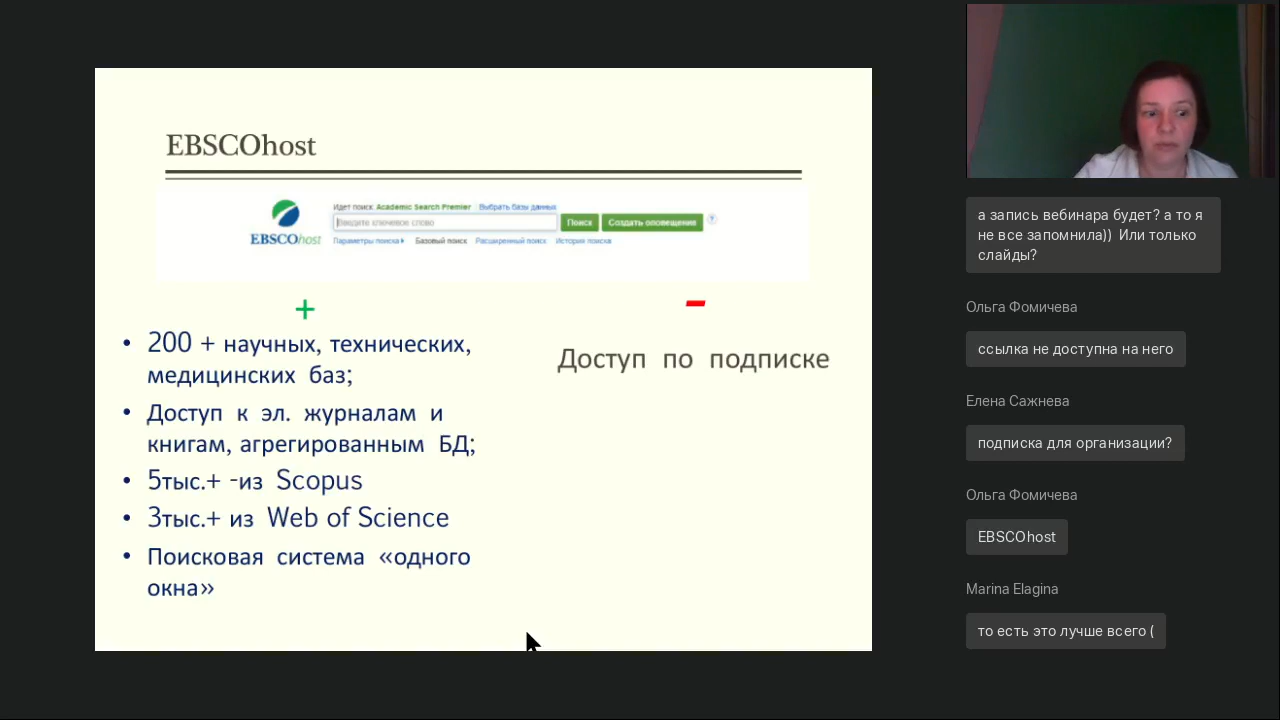 EBSCOhost
EBSCOhost
Идет поиск: Academic Search Premier Выбрать базы данных
Введите ключевое слово
Поиск
Создать оповещение
?
Параметры поиска Базовый поиск Расширенный поиск История поиска
+
-
• 200 + научных, технических,
медицинских баз;
• Доступ к эл. журналам и
книгам, агрегированным БД;
• 5тыс.+ -из Scopus
• 3тыс.+ из Web of Science
• Поисковая система «одного
окна»
Доступ по подписке
а запись вебинара будет? а то я
не все запомнила)) Или только
слайды?
Ольга Фомичева
ссылка не доступна на него
Елена Сажнева
подписка для организации?
Ольга Фомичева
EBSCOhost
Marina Elagina
то есть это лучше всего (